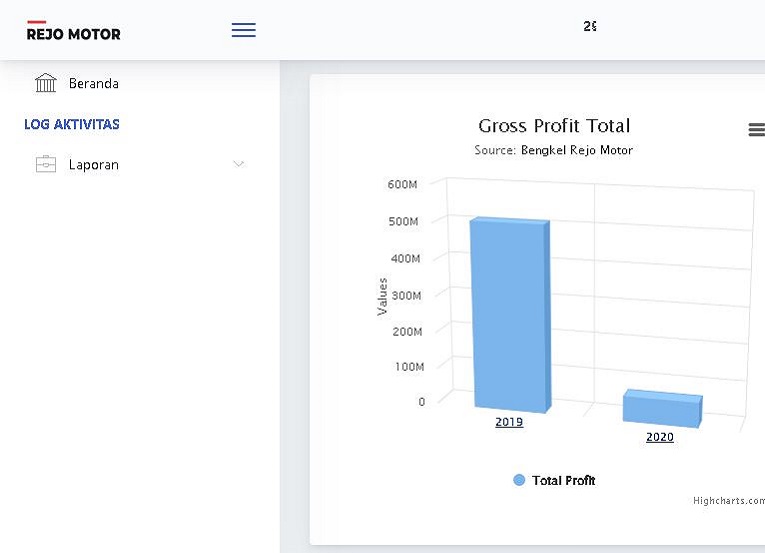 REJO MOTOR
29
Beranda
LOG AKTIVITAS
Laporan
Gross Profit Total
Source: Bengkel Rejo Motor
600M
500M
400M
300M
200M
100M
0
Values
2019
2020
Total Profit
Highcharts.com